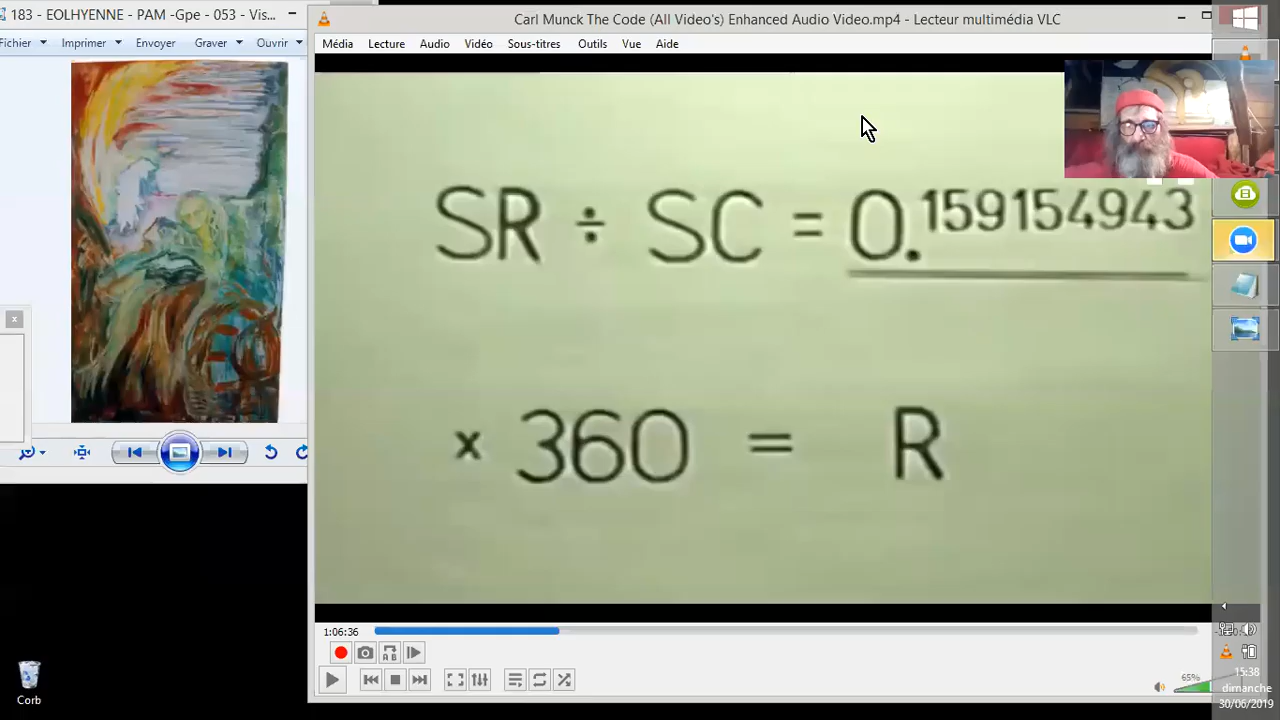 183 - EOLHYENNE - PAM -Gpe - 053 - Vis...
Fichier Imprimer Envoyer Graver Ouvrir
Carl Munck The Code (All Video's) Enhanced Audio Video.mp4 - Lecteur multimédia VLC
Média Lecture Audio Vidéo Sous-titres Outils Vue Aide
SR ÷ SC = 0.159154943
× 360 = R
1:06:36
A B
65%
Corb
15:38
dimanche
30/06/2019